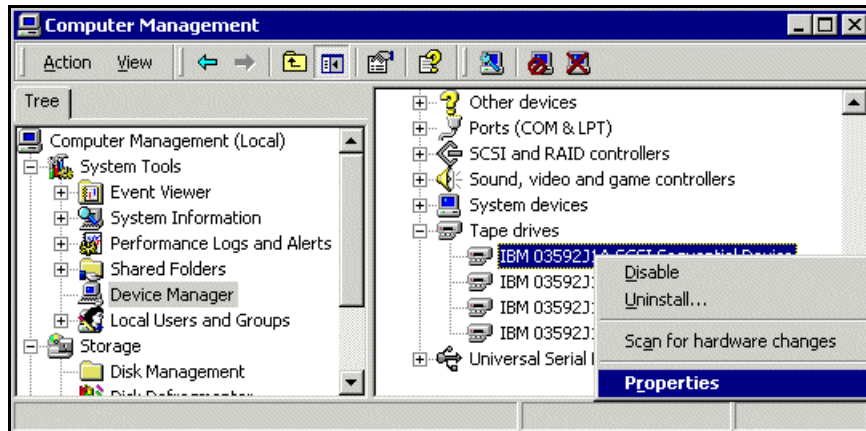 Computer Management
Action View
Tree
Computer Management (Local)
System Tools
Event Viewer
System Information
Performance Logs and Alerts
Shared Folders
Device Manager
Local Users and Groups
Storage
Disk Management
Disk Defragmenter
Other devices
Ports (COM & LPT)
SCSI and RAID controllers
Sound, video and game controllers
System devices
Tape drives
IBM 03592J1A SCSI Sequential Device
IBM 03592J1
IBM 03592J1
IBM 03592J1
Universal Serial
Disable
Uninstall...
Scan for hardware changes
Properties